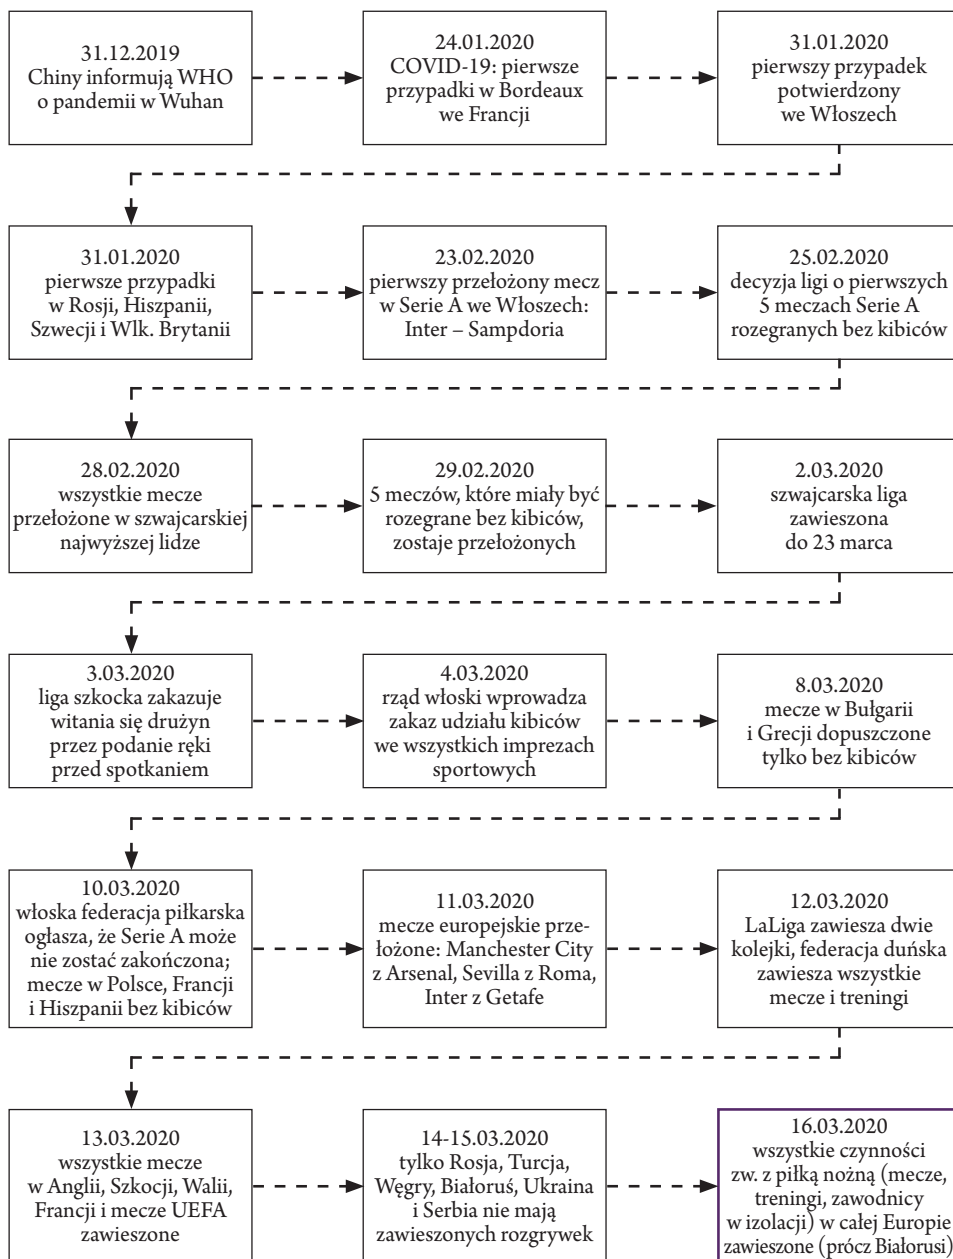 31.12.2019
Chiny informują WHO
o pandemii w Wuhan
24.01.2020
COVID-19: pierwsze
przypadki w Bordeaux
we Francji
31.01.2020
pierwszy przypadek
potwierdzony
we Włoszech
31.01.2020
pierwsze przypadki
w Rosji, Hiszpanii,
Szwecji i Wlk. Brytanii
23.02.2020
pierwszy przełożony mecz
w Serie A we Włoszech:
Inter – Sampdoria
25.02.2020
decyzja ligi o pierwszych
5 meczach Serie A
rozegranych bez kibiców
28.02.2020
wszystkie mecze
przełożone w szwajcarskiej
najwyższej lidze
29.02.2020
5 meczów, które miały być
rozegrane bez kibiców,
zostaje przełożonych
2.03.2020
szwajcarska liga
zawieszona
do 23 marca
3.03.2020
liga szkocka zakazuje
witania się drużyn
przez podanie ręki
przed spotkaniem
4.03.2020
rząd włoski wprowadza
zakaz udziału kibiców
we wszystkich imprezach
sportowych
8.03.2020
mecze w Bułgarii
i Grecji dopuszczone
tylko bez kibiców
10.03.2020
włoska federacja piłkarska
ogłasza, że Serie A może
nie zostać zakończona;
mecze w Polsce, Francji
i Hiszpanii bez kibiców
11.03.2020
mecze europejskie prze-
łożone: Manchester City
z Arsenal, Sevilla z Roma,
Inter z Getafe
12.03.2020
LaLiga zawiesza dwie
kolejki, federacja duńska
zawiesza wszystkie
mecze i treningi
13.03.2020
wszystkie mecze
w Anglii, Szkocji, Walii,
Francji i mecze UEFA
zawieszone
14-15.03.2020
tylko Rosja, Turcja,
Węgry, Białoruś, Ukraina
i Serbia nie mają
zawieszonych rozgrywek
16.03.2020
wszystkie czynności
zw. z piłką nożną (mecze,
treningi, zawodnicy
w izolacji) w całej Europie
zawieszone (prócz Białorusi)